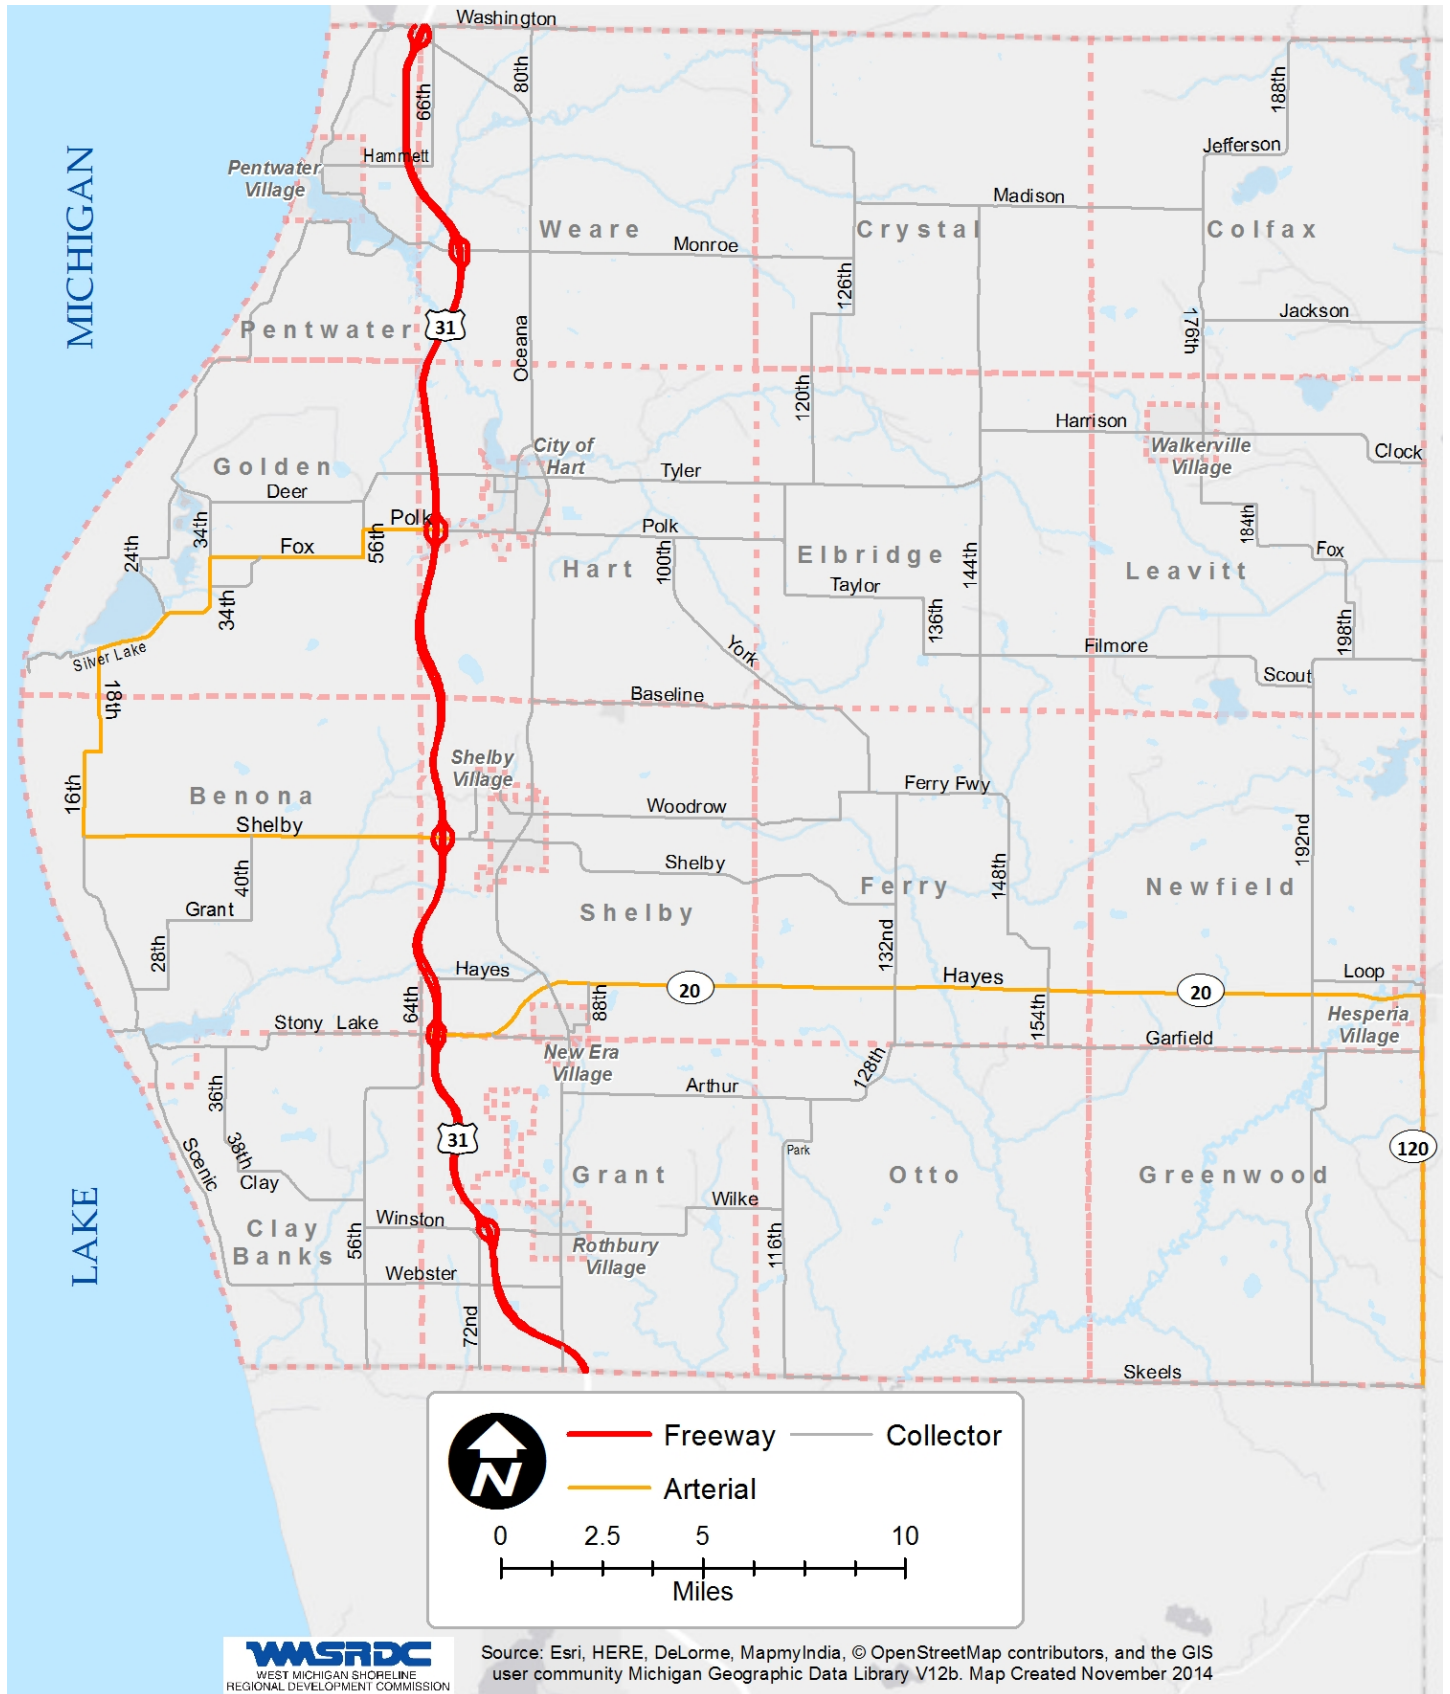 Washington
80th
66th
188th
Jefferson
Hammett
Pentwater
Village
MICHIGAN
Madison
Weare
Crystal
Colfax
Monroe
126th
Jackson
176th
Pentwater
31
Oceana
120th
Harrison
Walkerville
Village
Clock
City of
Hart
Golden
Tyler
Deer
34th
Polk
56th
Fox
24th
Polk
100th
Hart
Elbridge
144th
184th
Fox
Leavitt
Taylor
34th
136th
198th
York
Filmore
Silver Lake
Scout
18th
Baseline
Shelby
Village
16th
Benona
Ferry Fwy
Woodrow
Shelby
192nd
Shelby
40th
148th
Ferry
Newfield
Grant
Shelby
132nd
28th
Hayes
Hayes
Loop
20
20
64th
88th
154th
Stony Lake
Hesperia
Village
Garfield
New Era
Village
128th
36th
Arthur
31
120
38th
Park
Scenic
Clay
Grant
Otto
Greenwood
LAKE
Wilke
Winston
Clay
Banks
56th
116th
Rothbury
Village
Webster
72nd
Skeels
N
Freeway
Collector
Arterial
0 2.5 5 10
Miles
WMSRDC
WEST MICHIGAN SHORELINE
REGIONAL DEVELOPMENT COMMISSION
Source: Esri, HERE, DeLorme, MapmyIndia, © OpenStreetMap contributors, and the GIS
user community Michigan Geographic Data Library V12b. Map Created November 2014